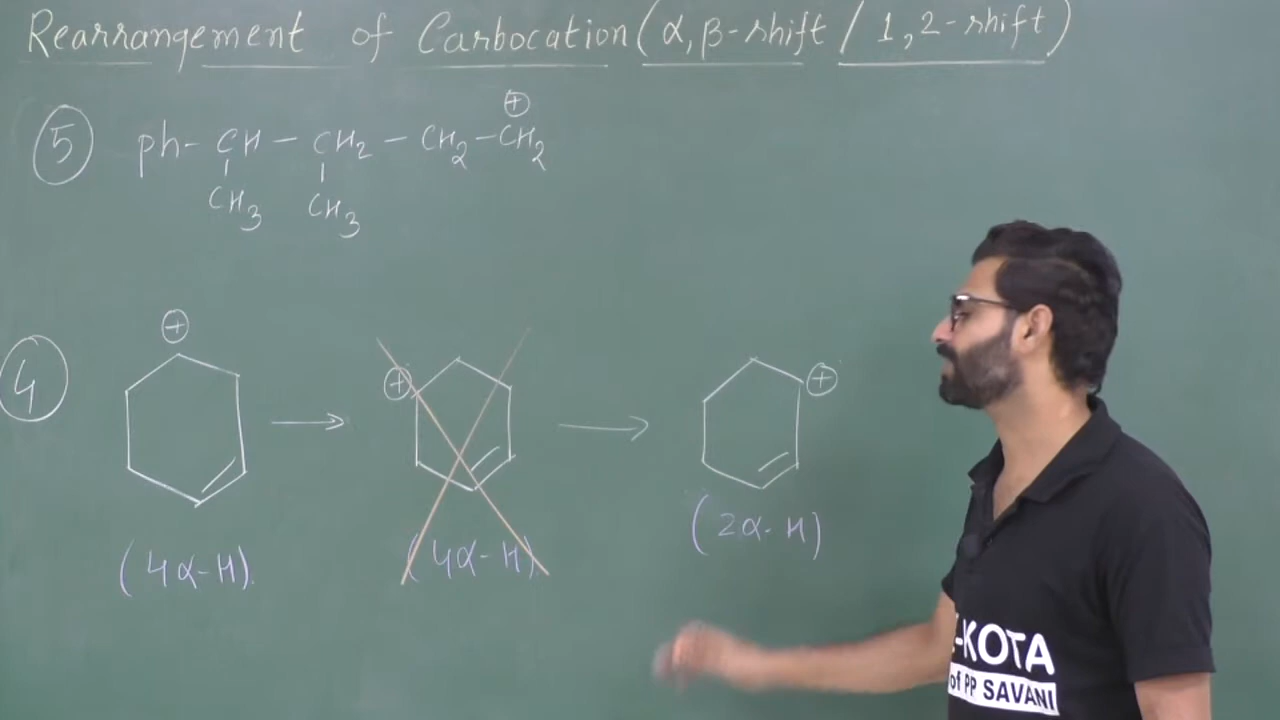 Rearrangement of Carbocation (α,β-shift / 1,2-shift)
⊕
5 ph-CH-CH2-CH2-CH2
CH3 CH3
⊕
4 ⊕ ⊕
(4α-H) (4α-H) (2α-H)
-KOTA
of PP SAVANI